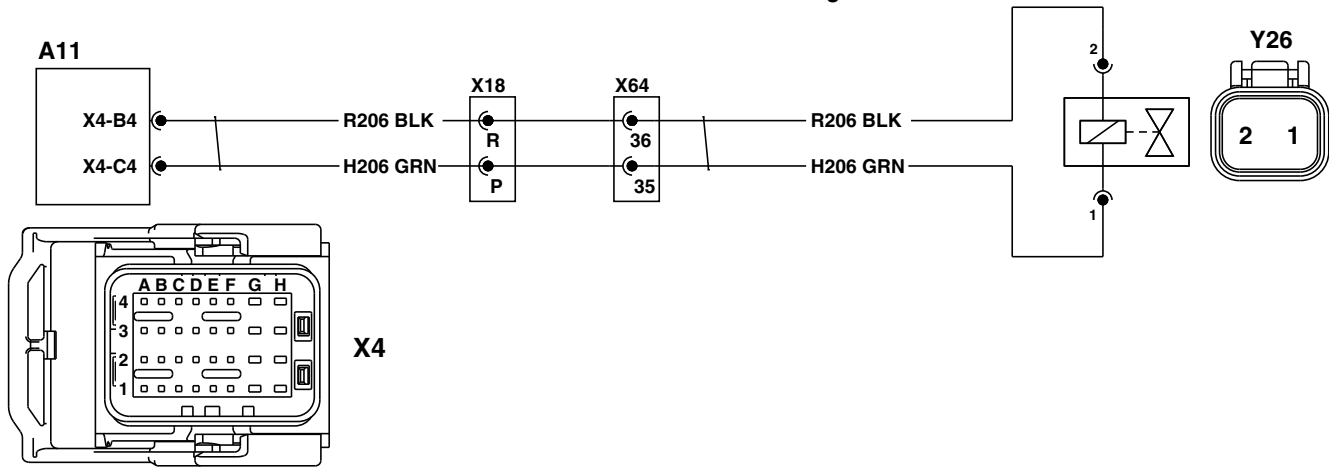 A11
X4-B4
X4-C4
R206 BLK
H206 GRN
X18
R
P
X64
36
35
R206 BLK
H206 GRN
2
1
Y26
2 1
A B C D E F G H
4
3
2
1
X4